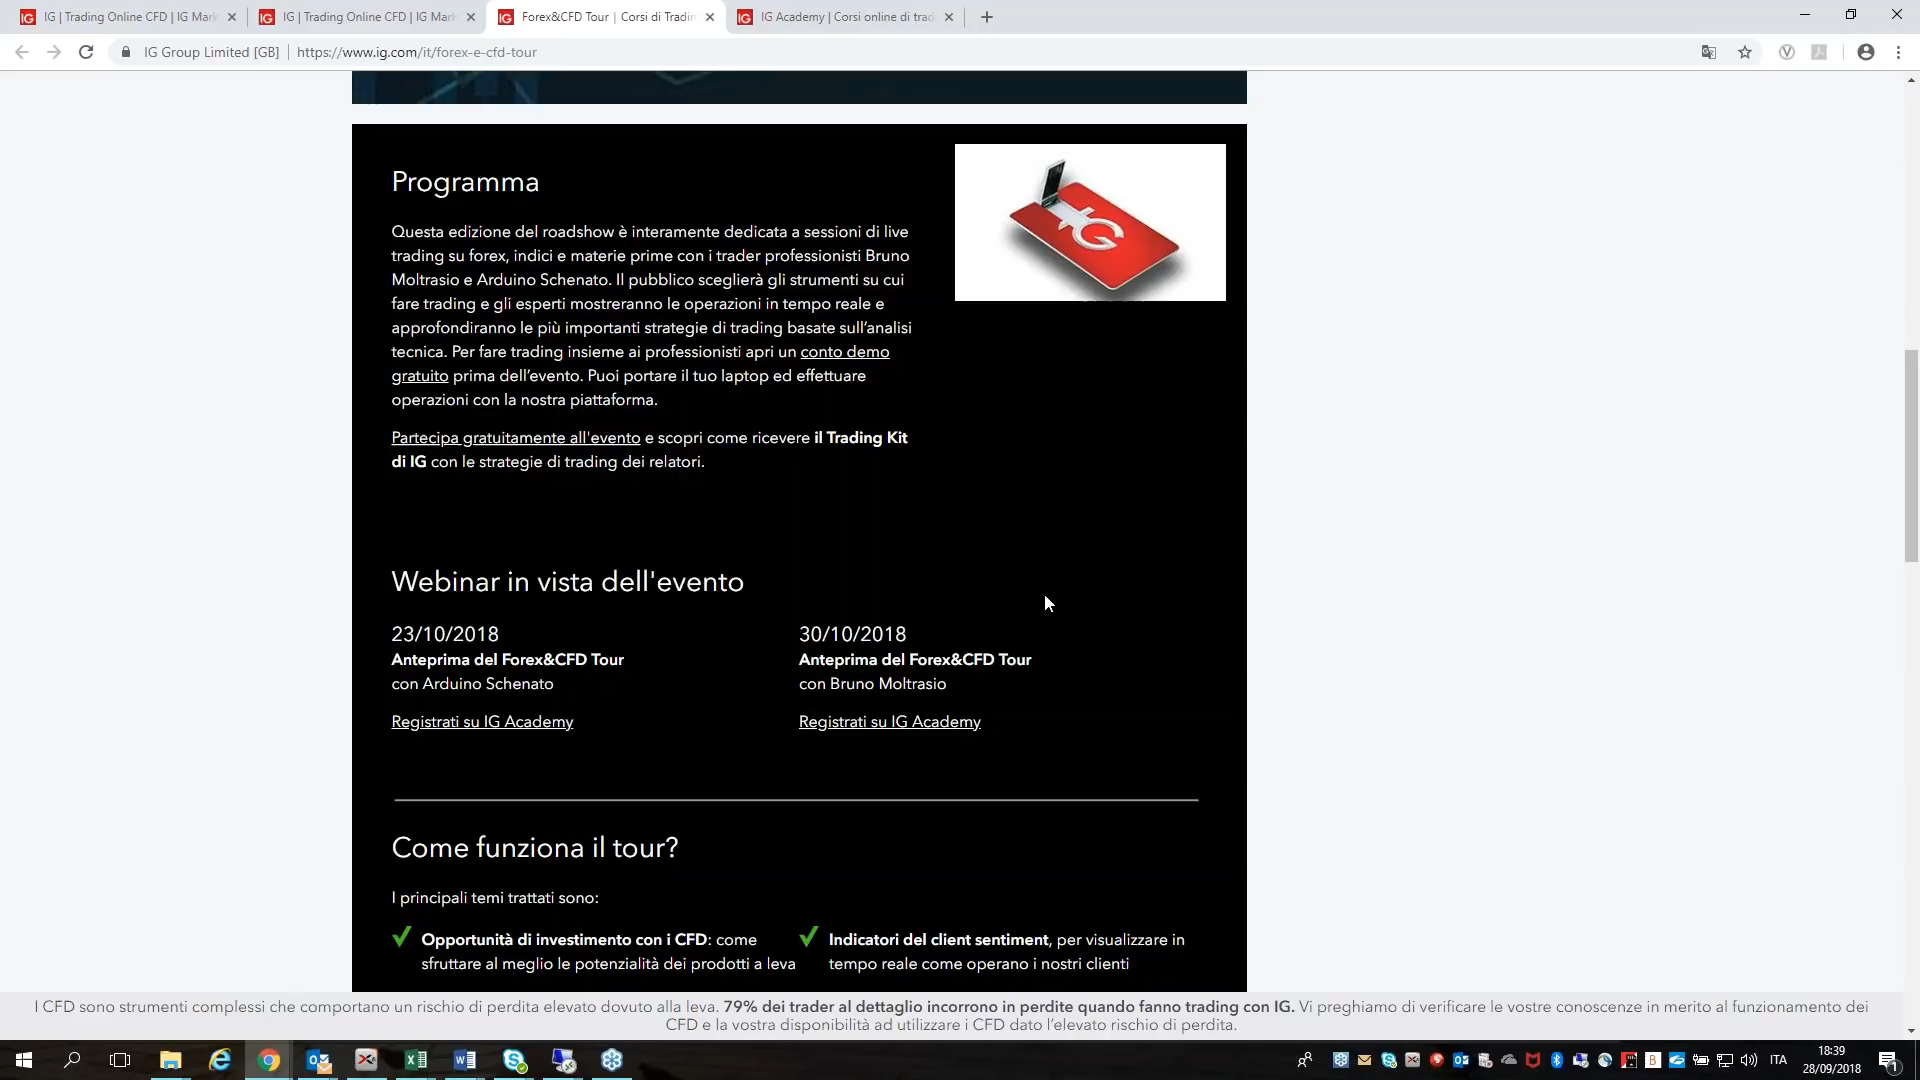 IG | Trading Online CFD | IG Mark
IG | Trading Online CFD | IG Mark
Forex&CFD Tour | Corsi di Tradin
IG Academy | Corsi online di trad
IG Group Limited [GB] | https://www.ig.com/it/forex-e-cfd-tour
Programma
IG
Questa edizione del roadshow è interamente dedicata a sessioni di live
trading su forex, indici e materie prime con i trader professionisti Bruno
Moltrasio e Arduino Schenato. Il pubblico sceglierà gli strumenti su cui
fare trading e gli esperti mostreranno le operazioni in tempo reale e
approfondiranno le più importanti strategie di trading basate sull'analisi
tecnica. Per fare trading insieme ai professionisti apri un conto demo
gratuito prima dell'evento. Puoi portare il tuo laptop ed effettuare
operazioni con la nostra piattaforma.
Partecipa gratuitamente all'evento e scopri come ricevere il Trading Kit
di IG con le strategie di trading dei relatori.
Webinar in vista dell'evento
23/10/2018
Anteprima del Forex&CFD Tour
con Arduino Schenato
Registrati su IG Academy
30/10/2018
Anteprima del Forex&CFD Tour
con Bruno Moltrasio
Registrati su IG Academy
Come funziona il tour?
I principali temi trattati sono:
Opportunità di investimento con i CFD: come
sfruttare al meglio le potenzialità dei prodotti a leva
Indicatori del client sentiment, per visualizzare in
tempo reale come operano i nostri clienti
I CFD sono strumenti complessi che comportano un rischio di perdita elevato dovuto alla leva. 79% dei trader al dettaglio incorrono in perdite quando fanno trading con IG. Vi preghiamo di verificare le vostre conoscenze in merito al funzionamento dei
CFD e la vostra disponibilità ad utilizzare i CFD dato l'elevato rischio di perdita.
ITA
18:39
28/09/2018
1